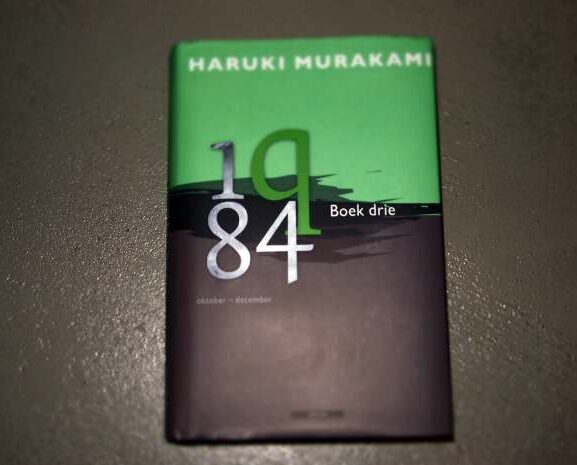 HARUKI MURAKAMI
1q
84
Boek drie
oktober – december